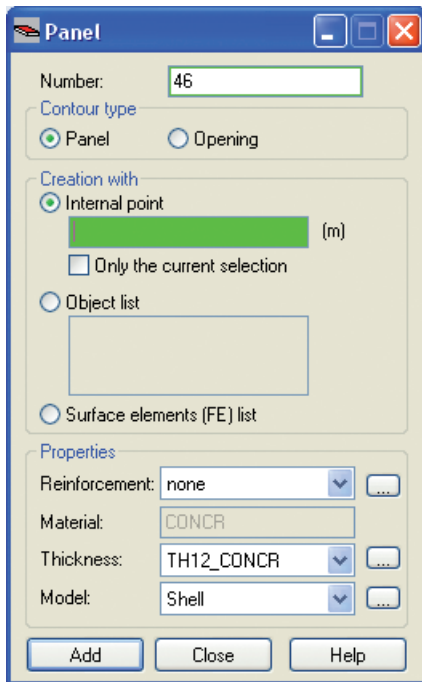 Panel
Number: 46
Contour type
Panel Opening
Creation with
Internal point
(m)
Only the current selection
Object list
Surface elements (FE) list
Properties
Reinforcement: none ...
Material: CONCR
Thickness: TH12_CONCR ...
Model: Shell ...
Add Close Help